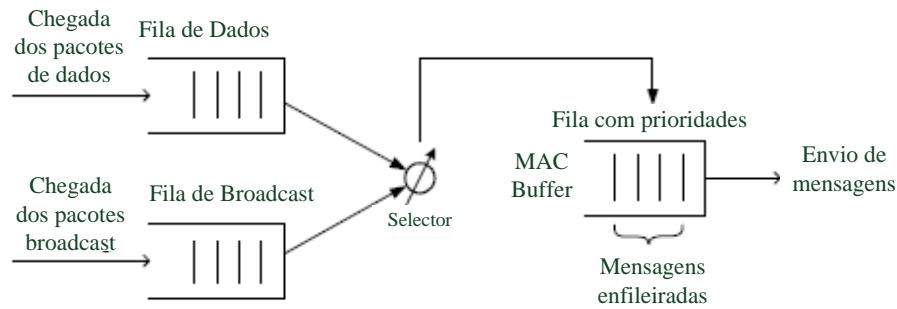 Chegada
dos pacotes
de dados
Fila de Dados
Chegada
dos pacotes
broadcast
Fila de Broadcast
Selector
Fila com prioridades
MAC
Buffer
Envio de
mensagens
Mensagens
enfileiradas